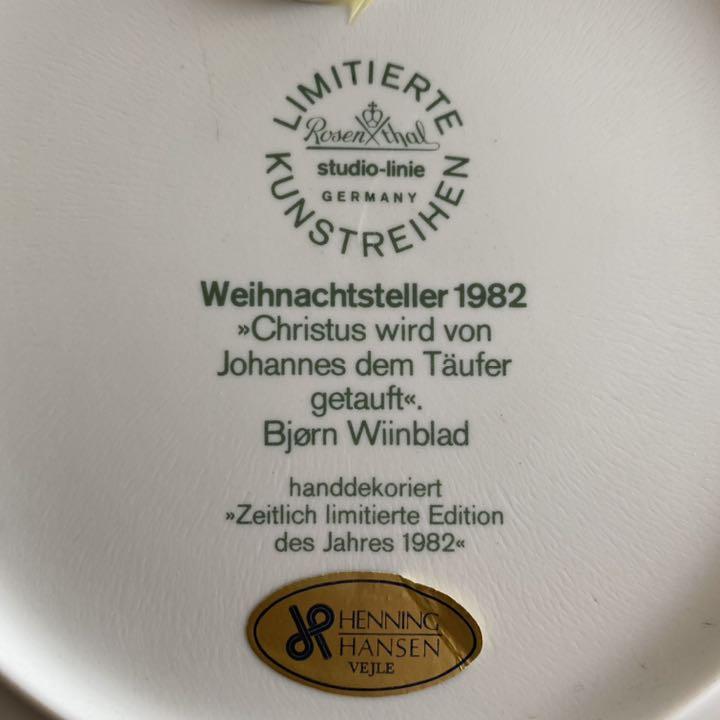 LIMITIERTE
Rosenthal
studio-linie
GERMANY
KUNSTREIHEN
Weihnachtsteller 1982
»Christus wird von
Johannes dem Täufer
getauft«.
Bjørn Wiinblad
handdekoriert
»Zeitlich limitierte Edition
des Jahres 1982«
HENNING
HANSEN
VEJLE